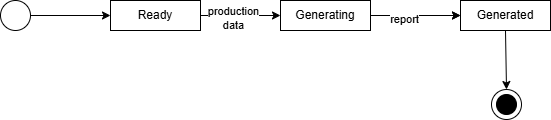 Ready
production
data
Generating
report
Generated